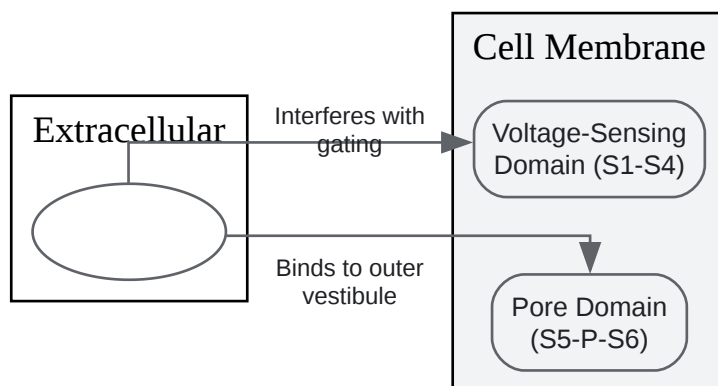 Cell Membrane
Extracellular
Interferes with
gating
Voltage-Sensing
Domain (S1-S4)
Binds to outer
vestibule
Pore Domain
(S5-P-S6)